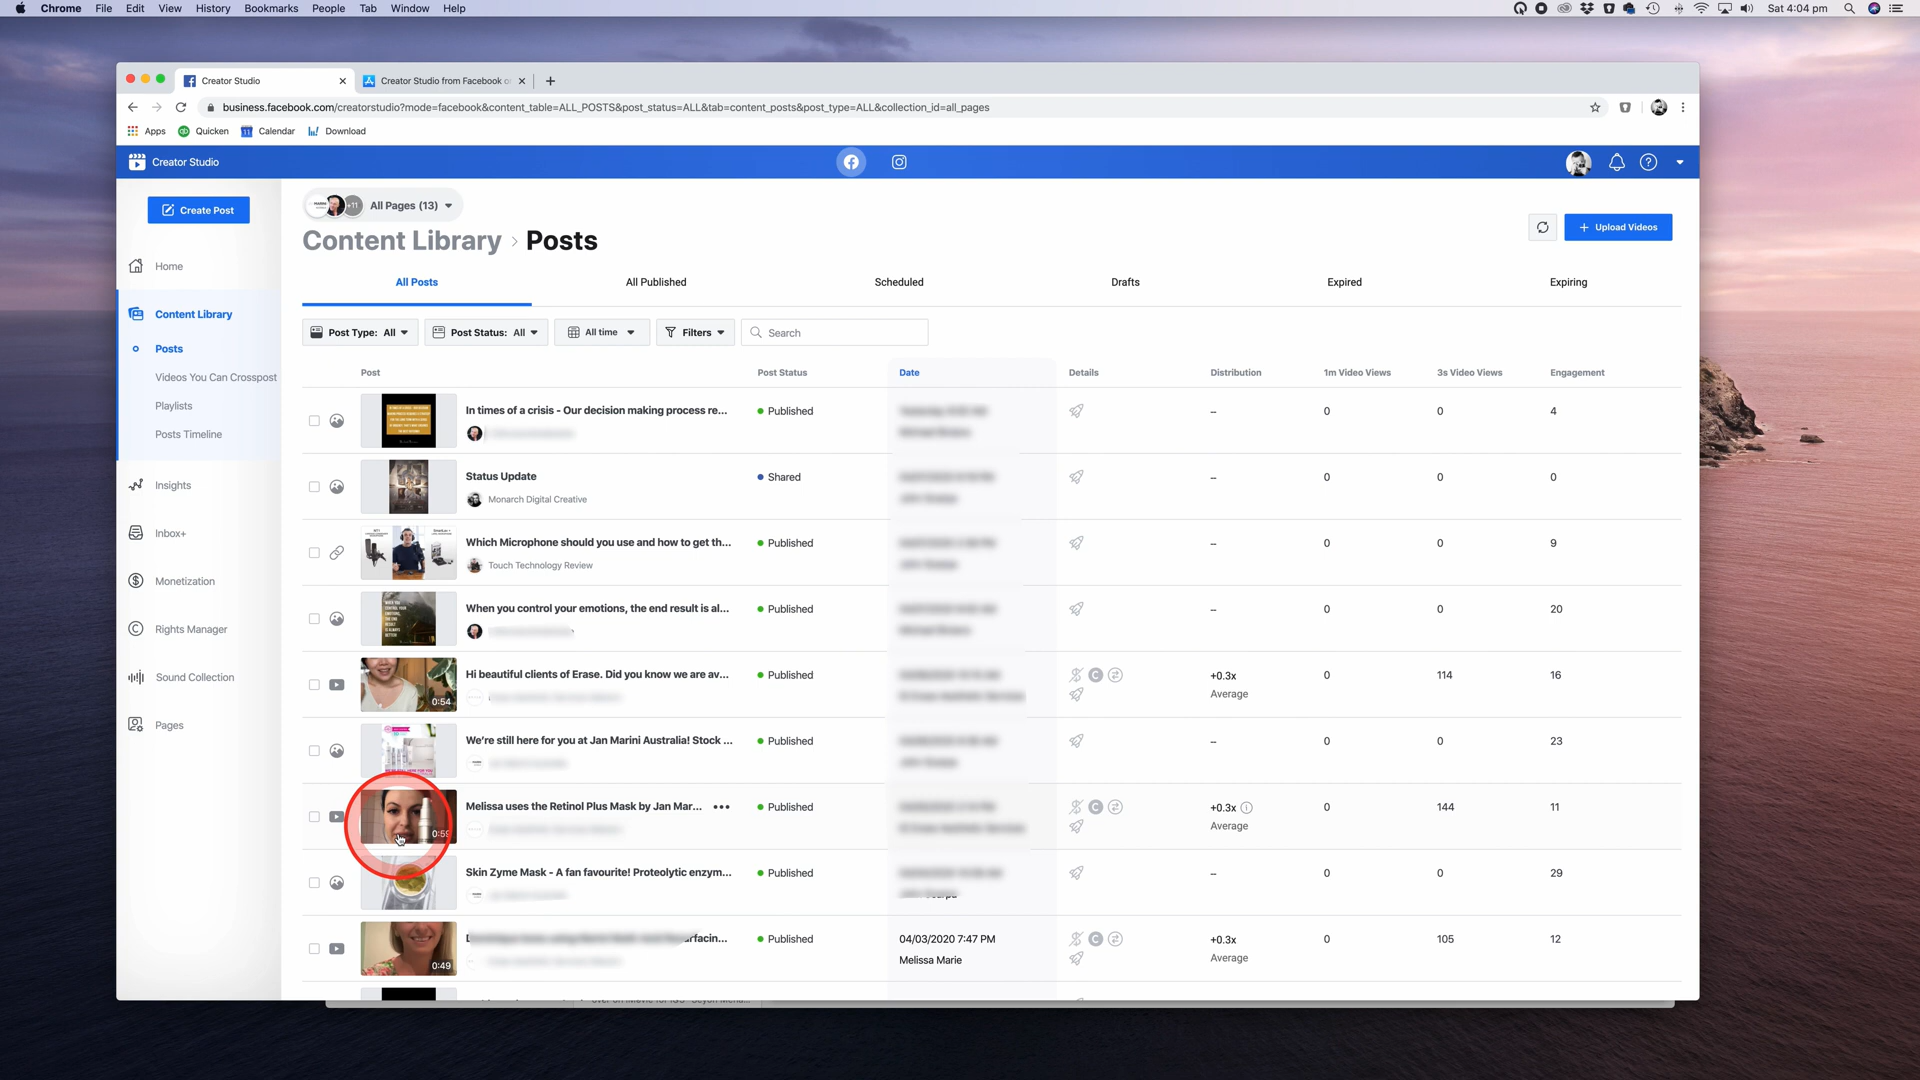 Chrome File Edit View History Bookmarks People Tab Window Help
Sat 4:04 pm
Creator Studio
Creator Studio from Facebook o
business.facebook.com/creatorstudio?mode=facebook&content_table=ALL_POSTS&post_status=ALL&tab=content_posts&post_type=ALL&collection_id=all_pages
Apps Quicken Calendar Download
Creator Studio
Create Post
Home
Content Library
Posts
Videos You Can Crosspost
Playlists
Posts Timeline
Insights
Inbox+
Monetization
Rights Manager
Sound Collection
Pages
+11 All Pages (13)
Content Library > Posts
Upload Videos
All Posts All Published Scheduled Drafts Expired Expiring
Post Type: All Post Status: All All time Filters Search
Post Post Status Date Details Distribution 1m Video Views 3s Video Views Engagement
In times of a crisis - Our decision making process re... Published -- 0 0 4
Status Update Shared -- 0 0 0
Monarch Digital Creative
Which Microphone should you use and how to get th... Published -- 0 0 9
Touch Technology Review
When you control your emotions, the end result is al... Published -- 0 0 20
Hi beautiful clients of Erase. Did you know we are av... Published +0.3x 0 114 16
0:54 Average
We're still here for you at Jan Marini Australia! Stock ... Published -- 0 0 23
Melissa uses the Retinol Plus Mask by Jan Mar... Published +0.3x 0 144 11
0:59 Average
Skin Zyme Mask - A fan favourite! Proteolytic enzym... Published -- 0 0 29
Published 04/03/2020 7:47 PM +0.3x 0 105 12
0:49 Melissa Marie Average